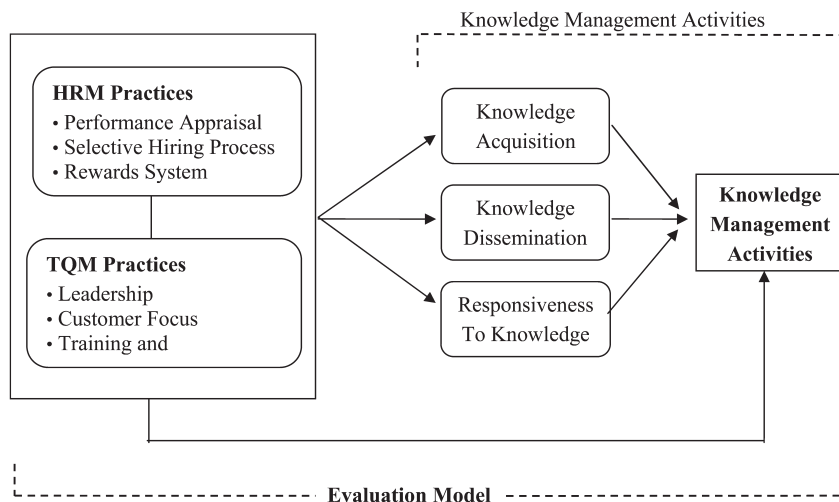 Knowledge Management Activities
HRM Practices
• Performance Appraisal
• Selective Hiring Process
• Rewards System
TQM Practices
• Leadership
• Customer Focus
• Training and
Knowledge
Acquisition
Knowledge
Dissemination
Responsiveness
To Knowledge
Knowledge
Management
Activities
Evaluation Model